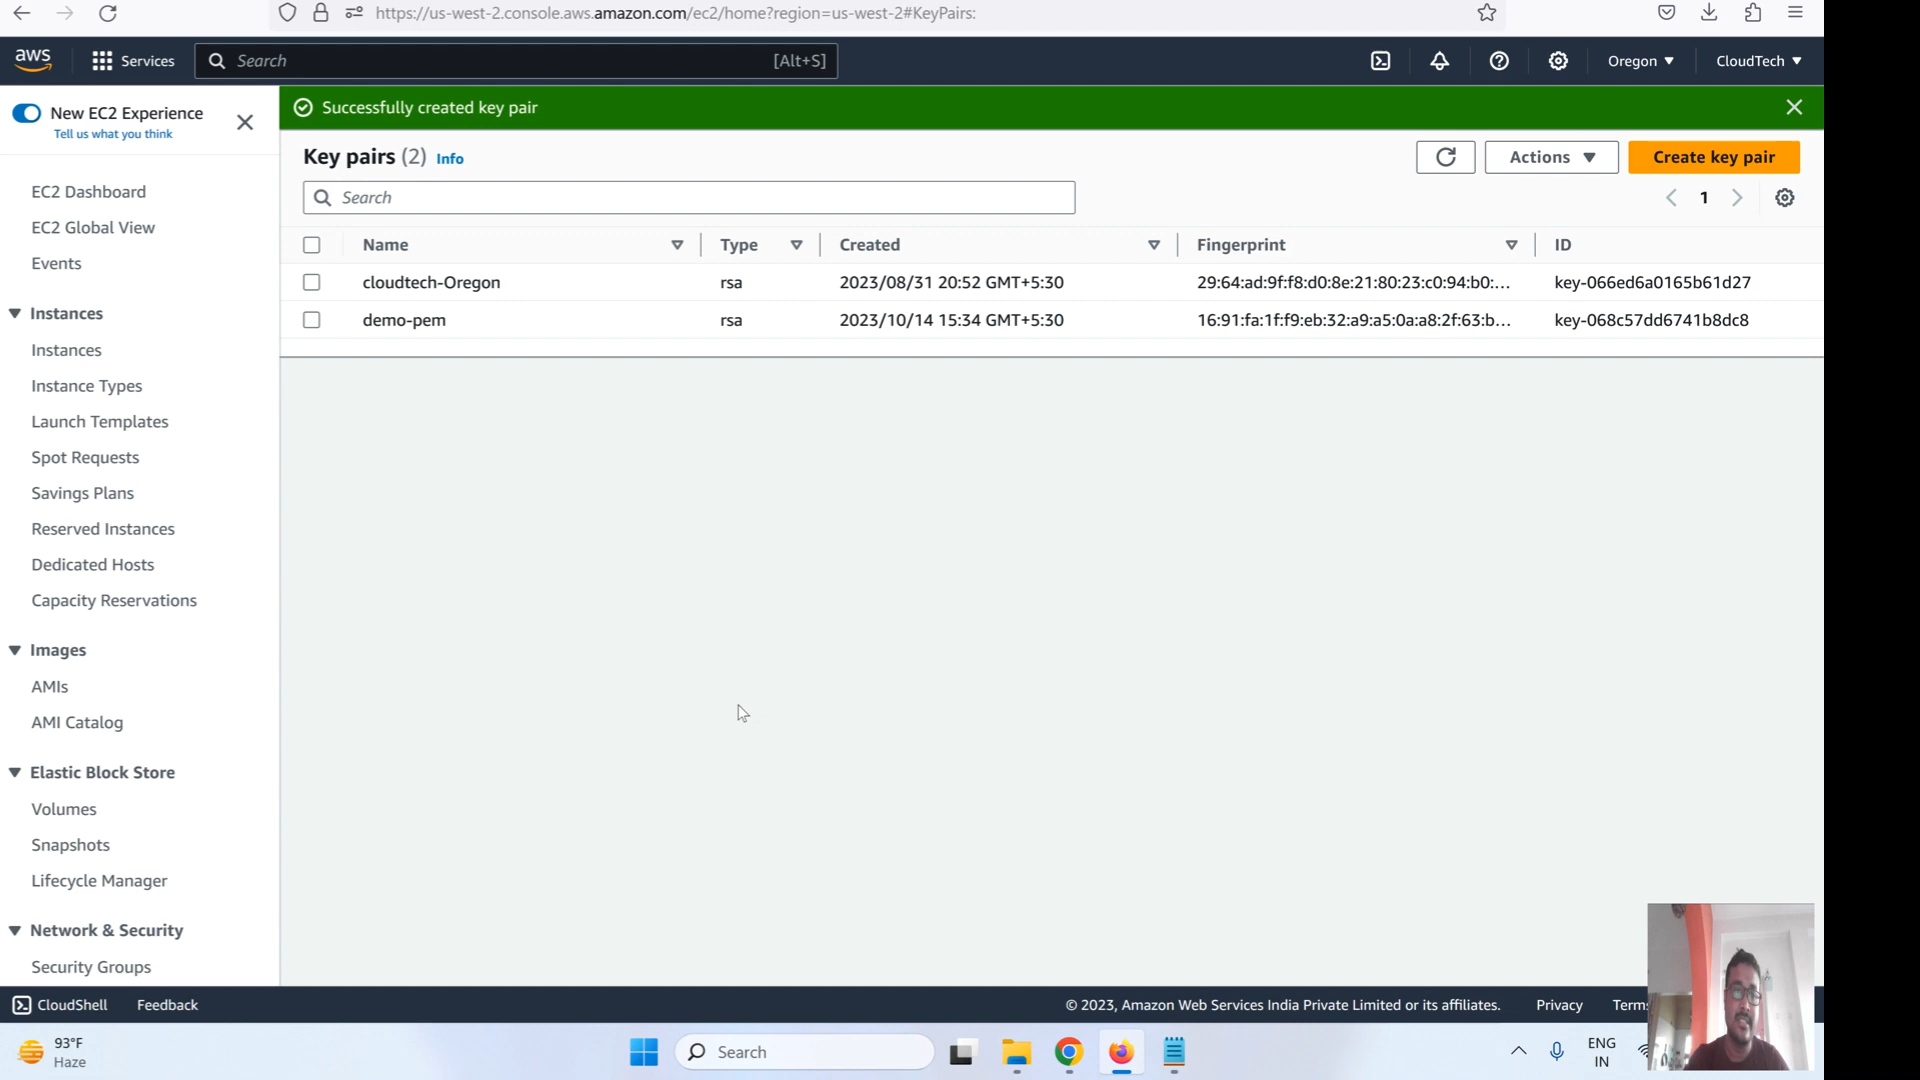 https://us-west-2.console.aws.amazon.com/ec2/home?region=us-west-2#KeyPairs:
aws
Services
Search
[Alt+S]
Oregon
CloudTech
New EC2 Experience
Tell us what you think
Successfully created key pair
Key pairs (2) Info
Actions
Create key pair
Search
1
Name
Type
Created
Fingerprint
ID
cloudtech-Oregon
rsa
2023/08/31 20:52 GMT+5:30
29:64:ad:9f:f8:d0:8e:21:80:23:c0:94:b0:...
key-066ed6a0165b61d27
demo-pem
rsa
2023/10/14 15:34 GMT+5:30
16:91:fa:1f:f9:eb:32:a9:a5:0a:a8:2f:63:b...
key-068c57dd6741b8dc8
EC2 Dashboard
EC2 Global View
Events
Instances
Instances
Instance Types
Launch Templates
Spot Requests
Savings Plans
Reserved Instances
Dedicated Hosts
Capacity Reservations
Images
AMIs
AMI Catalog
Elastic Block Store
Volumes
Snapshots
Lifecycle Manager
Network & Security
Security Groups
CloudShell
Feedback
© 2023, Amazon Web Services India Private Limited or its affiliates.
Privacy
Terms
93°F
Haze
Search
ENG
IN